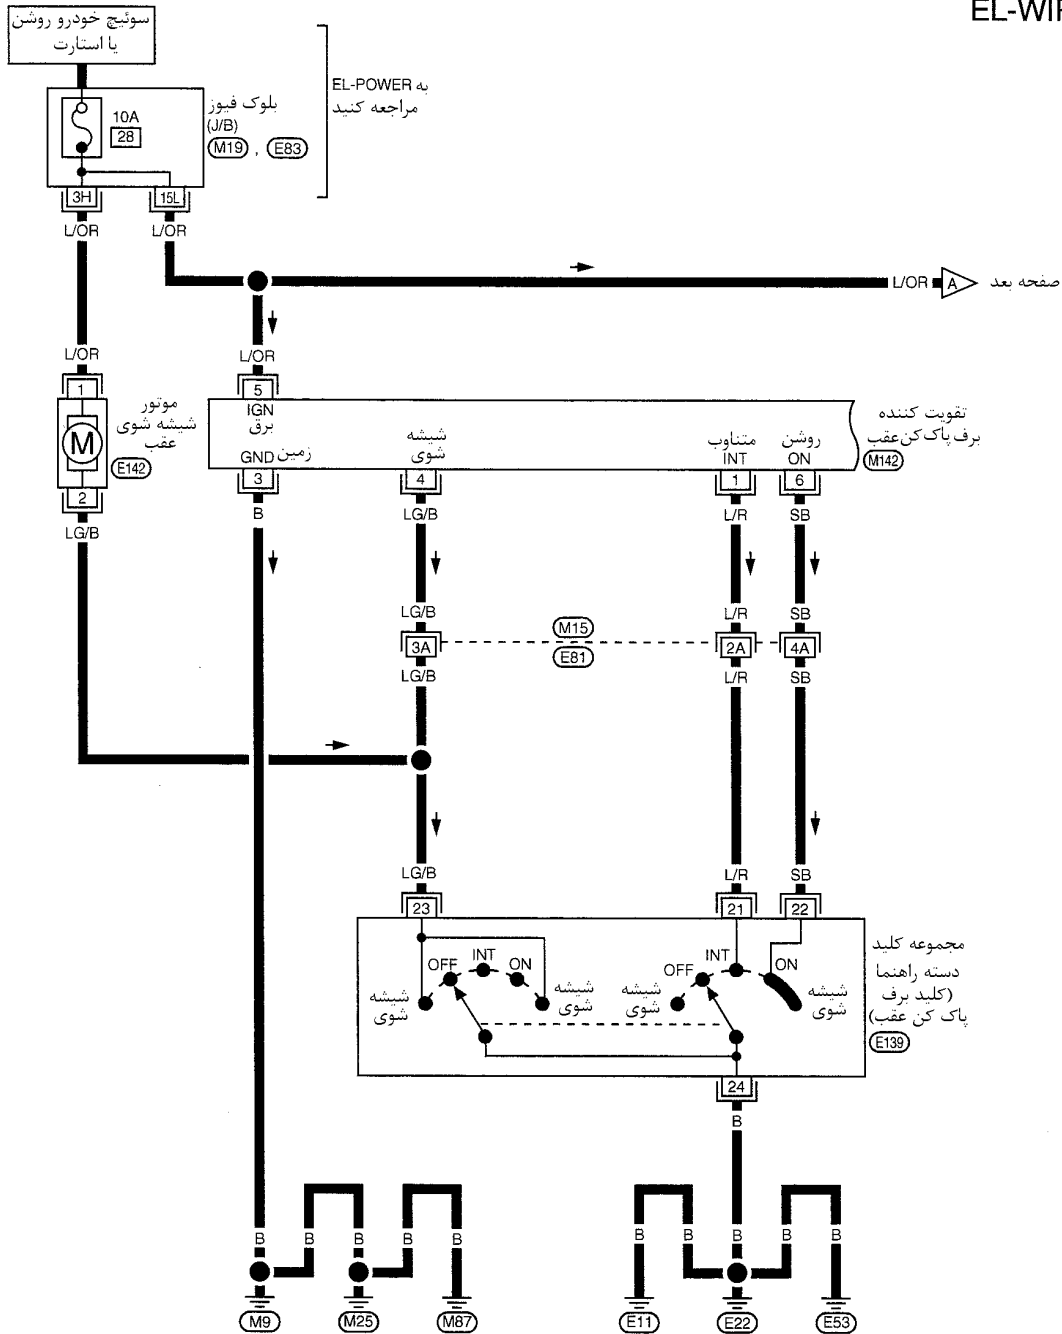 EL-WIF
سوئیچ خودرو روشن
یا استارت
10A
28
بلوک فیوز
(J/B)
M19 , E83
به EL-POWER
مراجعه کنید
3H
15L
L/OR
L/OR
L/OR
A
صفحه بعد
L/OR
L/OR
1
5
موتور
شیشه شوی
عقب
M
E142
IGN
برق
GND زمین
شیشه
شوی
متناوب
INT
روشن
ON
تقویت کننده
برف پاک کن عقب
M142
2
3
4
1
6
LG/B
B
LG/B
L/R
SB
LG/B
L/R
SB
M15
3A
2A
4A
E81
LG/B
L/R
SB
LG/B
L/R
SB
23
21
22
OFF
INT
ON
شیشه
شوی
شیشه
شوی
OFF
INT
ON
شیشه
شوی
شیشه
شوی
مجموعه کلید
دسته راهنما
(کلید برف
پاک کن عقب)
E139
24
B
B
B
B
B
B
B
B
B
B
B
M9
M25
M87
E11
E22
E53